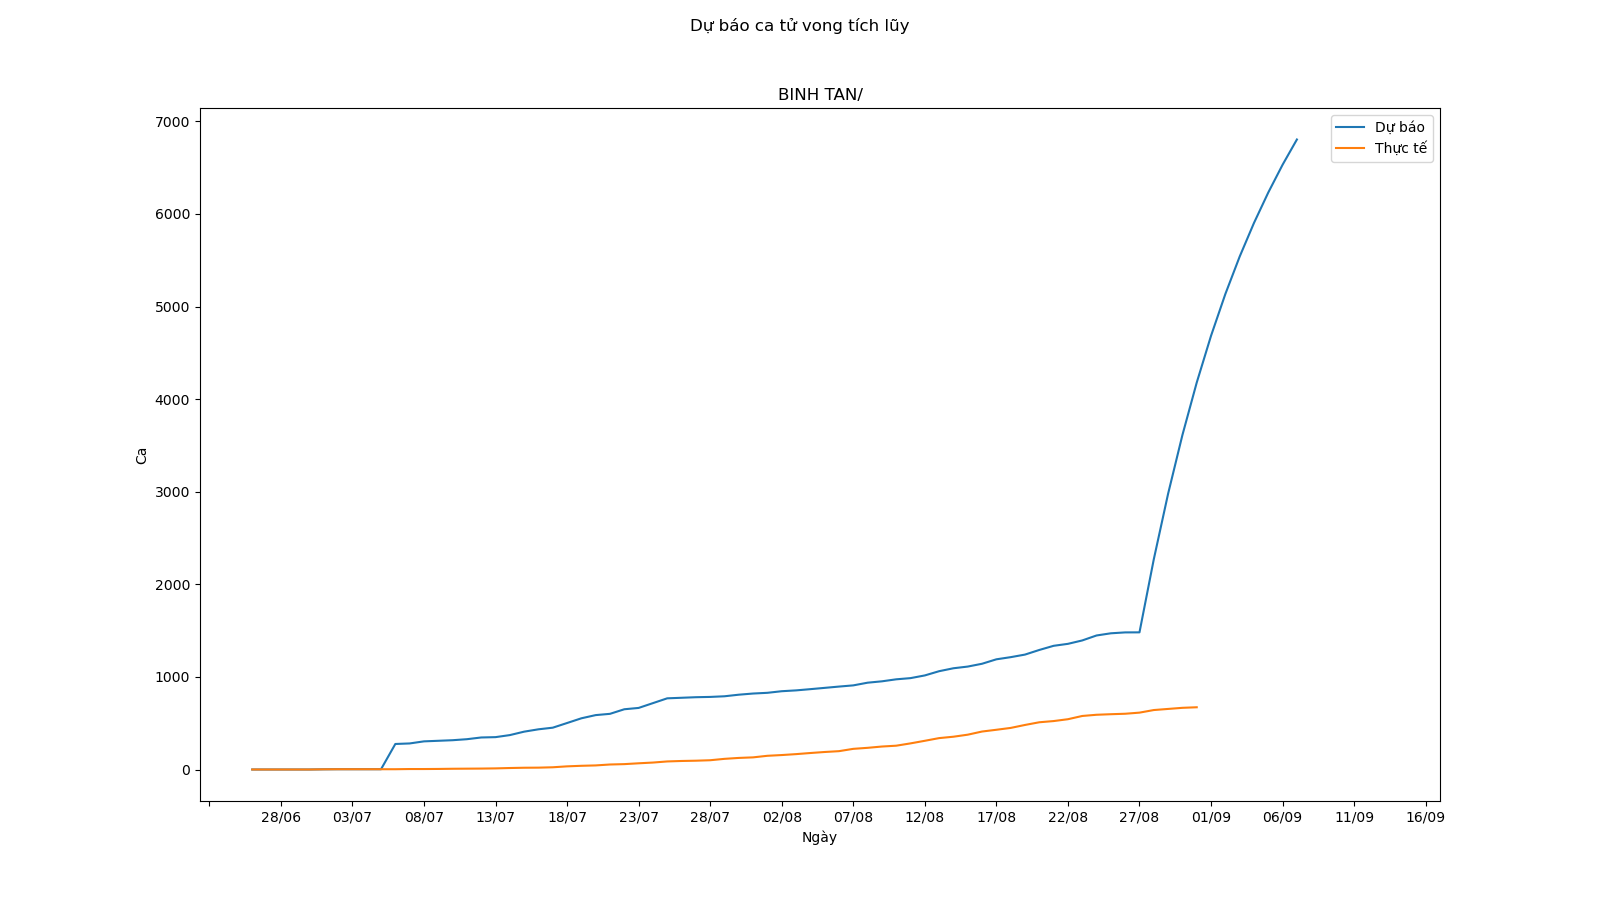 Dự báo ca tử vong tích lũy
BINH TAN/
Dự báo
Thực tế
7000
6000
5000
4000
3000
2000
1000
0
Ca
28/06 03/07 08/07 13/07 18/07 23/07 28/07 02/08 07/08 12/08 17/08 22/08 27/08 01/09 06/09 11/09 16/09
Ngày